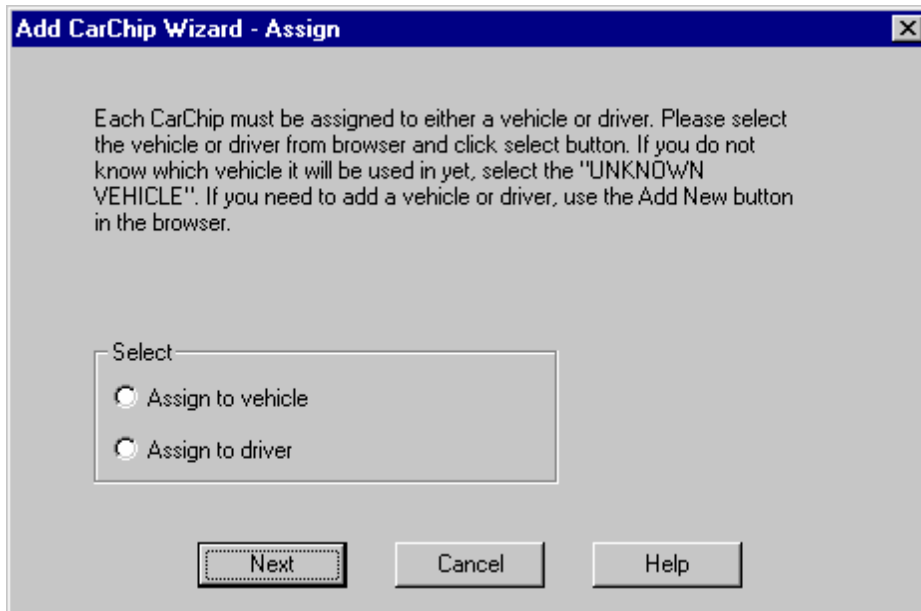 Add CarChip Wizard - Assign
Each CarChip must be assigned to either a vehicle or driver. Please select
the vehicle or driver from browser and click select button. If you do not
know which vehicle it will be used in yet, select the "UNKNOWN
VEHICLE". If you need to add a vehicle or driver, use the Add New button
in the browser.
Select
Assign to vehicle
Assign to driver
Next Cancel Help